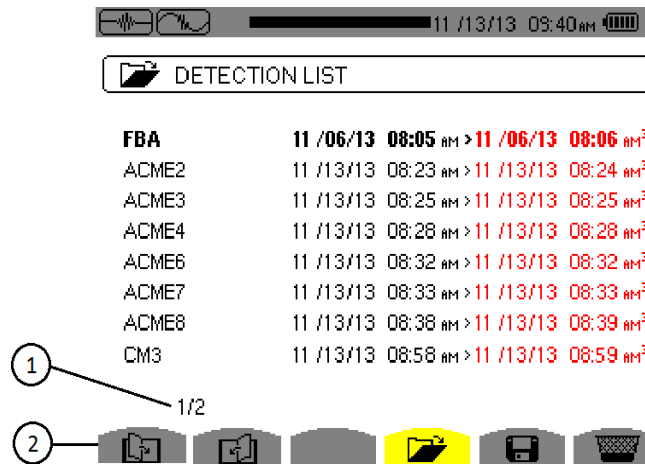 11 /13/13 09:40 AM
DETECTION LIST
FBA 11 /06/13 08:05 AM > 11 /06/13 08:06 AM
ACME2 11 /13/13 08:23 AM > 11 /13/13 08:24 AM
ACME3 11 /13/13 08:25 AM > 11 /13/13 08:25 AM
ACME4 11 /13/13 08:28 AM > 11 /13/13 08:28 AM
ACME6 11 /13/13 08:32 AM > 11 /13/13 08:32 AM
ACME7 11 /13/13 08:33 AM > 11 /13/13 08:33 AM
ACME8 11 /13/13 08:38 AM > 11 /13/13 08:39 AM
CM3 11 /13/13 08:58 AM > 11 /13/13 08:59 AM
1
1/2
2